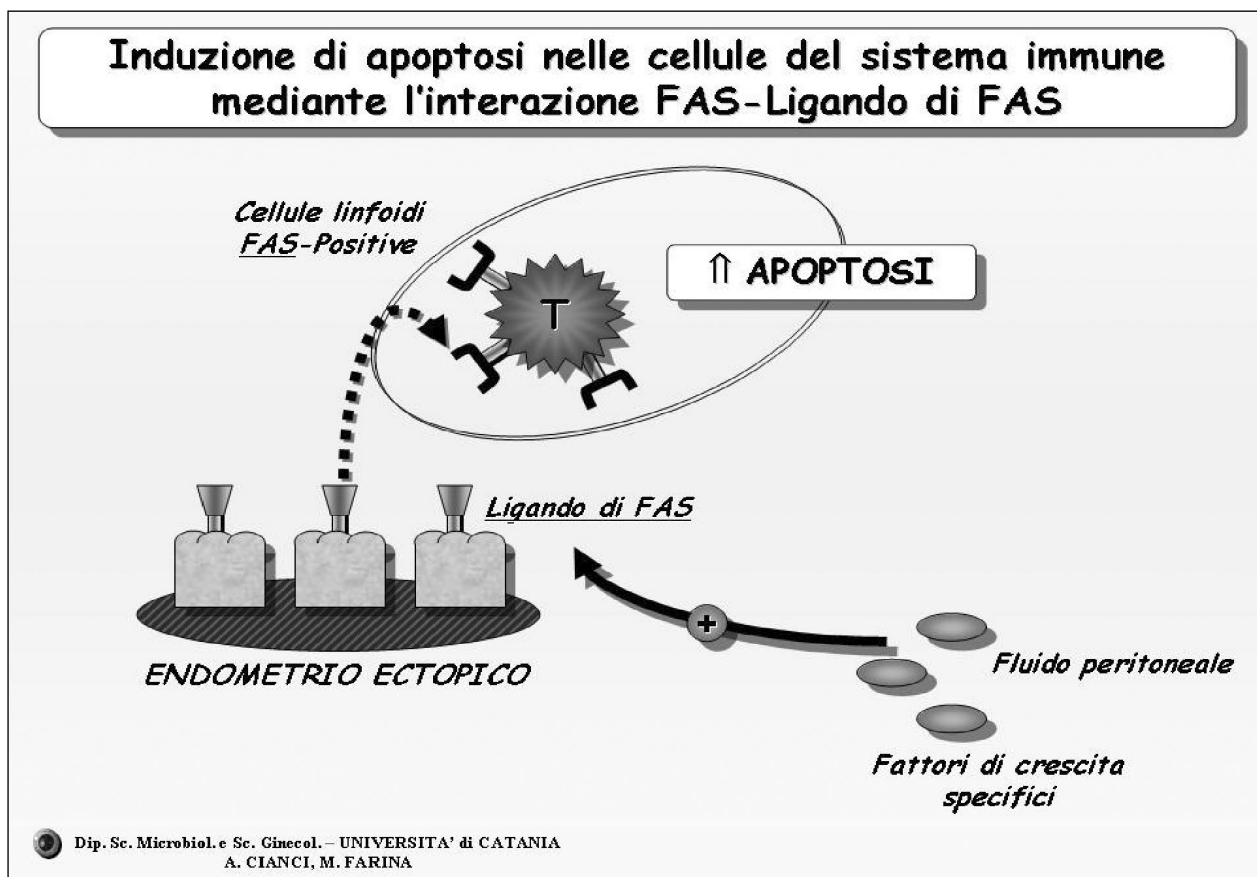 Induzione di apoptosi nelle cellule del sistema immune
mediante l'interazione FAS-Ligando di FAS
Cellule linfoidi
FAS-Positive
⇑ APOPTOSI
T
Ligando di FAS
+
ENDOMETRIO ECTOPICO
Fluido peritoneale
Fattori di crescita
specifici
Dip. Sc. Microbiol. e Sc. Ginecol. – UNIVERSITA' di CATANIA
A. CIANCI, M. FARINA